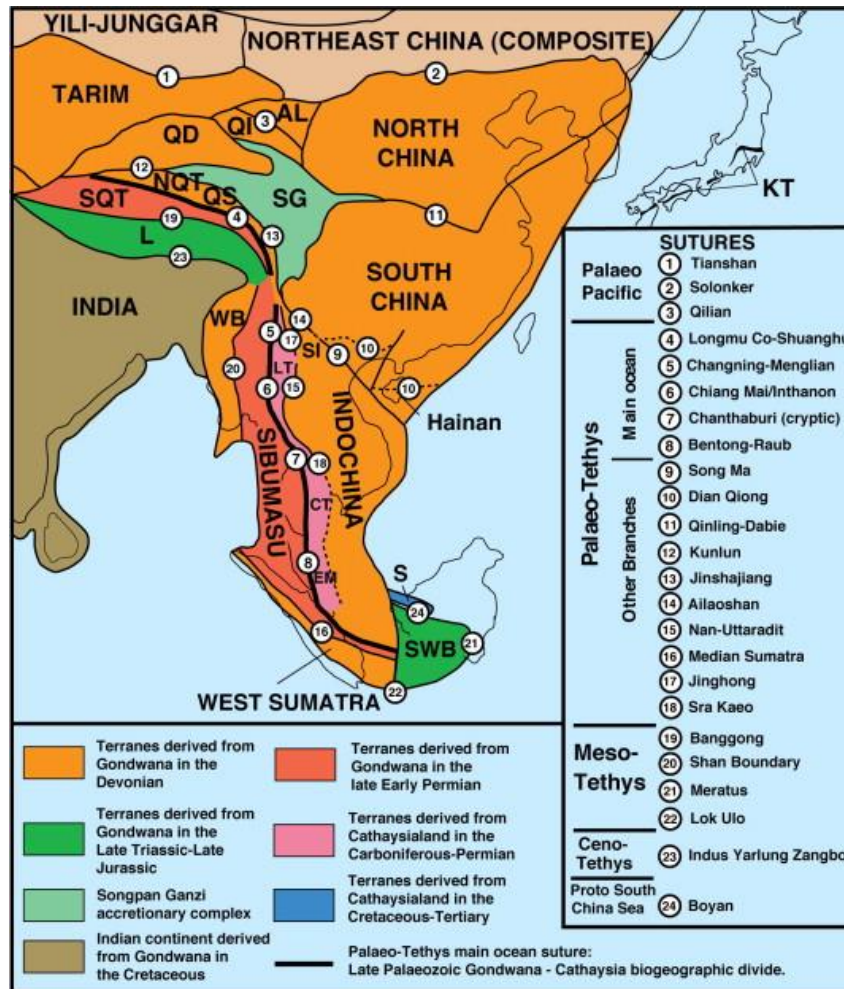 YILI-JUNGGAR
NORTHEAST CHINA (COMPOSITE)
1
2
TARIM
QI
3
AL
NORTH
CHINA
QD
12
NQT
QS
SG
SQT
4
19
13
11
KT
L
23
SOUTH
CHINA
INDIA
WB
14
5
17
SI
9
10
20
LT
6
15
10
Hainan
SIBUMASU
INDOCHINA
7
18
CT
8
EM
S
24
16
SWB
21
WEST SUMATRA
22
SUTURES
Palaeo
Pacific
1 Tianshan
2 Solonker
3 Qilian
Palaeo-Tethys
Main ocean
4 Longmu Co-Shuanghu
5 Changning-Menglian
6 Chiang Mai/Inthanon
7 Chanthaburi (cryptic)
8 Bentong-Raub
Other Branches
9 Song Ma
10 Dian Qiong
11 Qinling-Dabie
12 Kunlun
13 Jinshajiang
14 Ailaoshan
15 Nan-Uttaradit
16 Median Sumatra
17 Jinghong
18 Sra Kaeo
Meso-
Tethys
19 Banggong
20 Shan Boundary
21 Meratus
22 Lok Ulo
Ceno-
Tethys
23 Indus Yarlung Zangbo
Proto South
China Sea
24 Boyan
Terranes derived from
Gondwana in the
Devonian
Terranes derived from
Gondwana in the
late Early Permian
Terranes derived from
Gondwana in the
Late Triassic-Late
Jurassic
Terranes derived from
Cathaysialand in the
Carboniferous-Permian
Songpan Ganzi
accretionary complex
Terranes derived from
Cathaysialand in the
Cretaceous-Tertiary
Indian continent derived
from Gondwana in
the Cretaceous
Palaeo-Tethys main ocean suture:
Late Palaeozoic Gondwana - Cathaysia biogeographic divide.